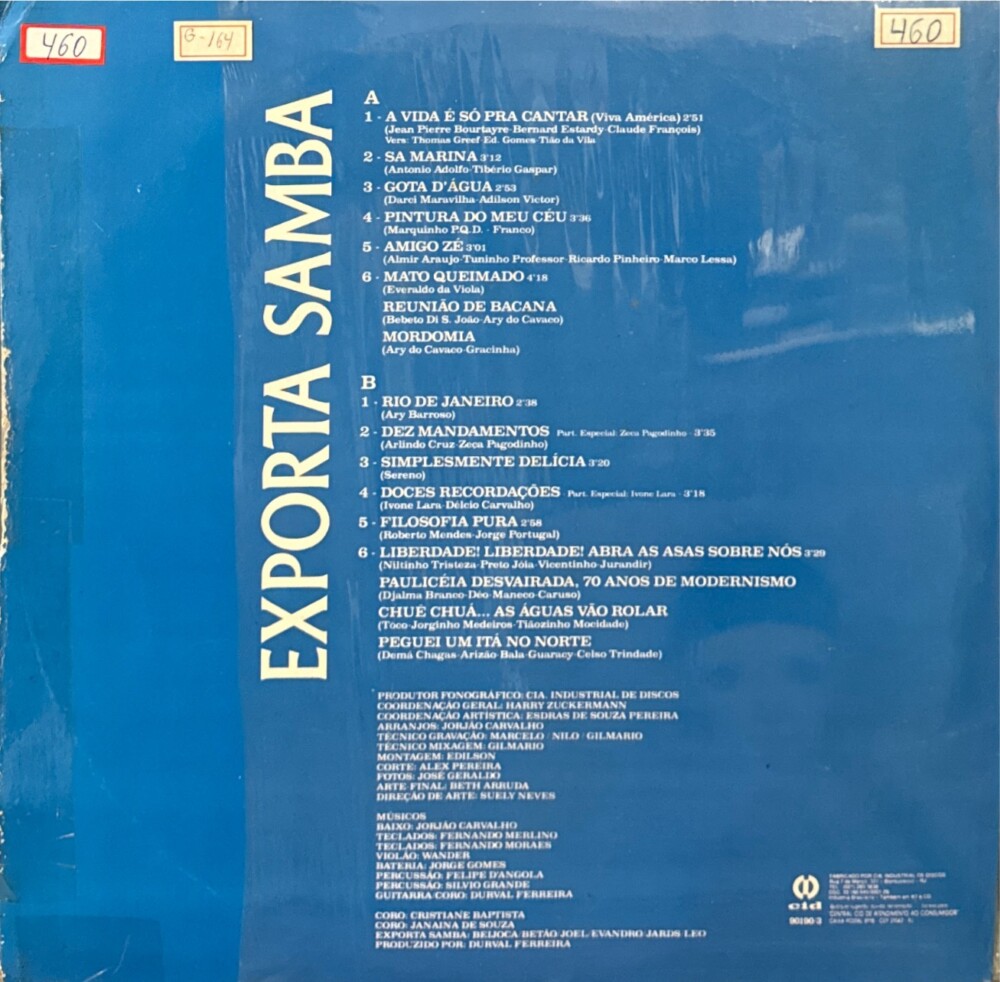 460
G-164
460
EXPORTA SAMBA
A
1 - A VIDA É SÓ PRA CANTAR (Viva América) 2'51
(Jean Pierre Bourtayre-Bernard Estardy-Claude François)
Vers: Thomas Greef-Ed. Gomes-Tião da Vila
2 - SA MARINA 3'12
(Antonio Adolfo-Tibério Gaspar)
3 - GOTA D'ÁGUA 2'53
(Darci Maravilha-Adilson Victor)
4 - PINTURA DO MEU CÉU 3'36
(Marquinho P.Q.D. - Franco)
5 - AMIGO ZÉ 3'01
(Almir Araujo-Tuninho Professor-Ricardo Pinheiro-Marco Lessa)
6 - MATO QUEIMADO 4'18
(Everaldo da Viola)
REUNIÃO DE BACANA
(Bebeto Di S. João-Ary do Cavaco)
MORDOMIA
(Ary do Cavaco-Gracinha)
B
1 - RIO DE JANEIRO 2'38
(Ary Barroso)
2 - DEZ MANDAMENTOS Part. Especial: Zeca Pagodinho - 3'35
(Arlindo Cruz-Zeca Pagodinho)
3 - SIMPLESMENTE DELÍCIA 3'20
(Sereno)
4 - DOCES RECORDAÇÕES Part. Especial: Ivone Lara - 3'18
(Ivone Lara-Délcio Carvalho)
5 - FILOSOFIA PURA 2'58
(Roberto Mendes-Jorge Portugal)
6 - LIBERDADE! LIBERDADE! ABRA AS ASAS SOBRE NÓS 3'29
(Niltinho Tristeza-Preto Jóia-Vicentinho-Jurandir)
PAULICÉIA DESVAIRADA, 70 ANOS DE MODERNISMO
(Djalma Branco-Déo-Maneco-Caruso)
CHUÊ CHUÁ... AS ÁGUAS VÃO ROLAR
(Toco-Jorginho Medeiros-Tiãozinho Mocidade)
PEGUEI UM ITÁ NO NORTE
(Demá Chagas-Arizão-Bala-Guaracy-Celso Trindade)
PRODUTOR FONOGRÁFICO: CIA. INDUSTRIAL DE DISCOS
COORDENAÇÃO GERAL: HARRY ZUCKERMANN
COORDENAÇÃO ARTÍSTICA: ESDRAS DE SOUZA PEREIRA
ARRANJOS: JORJÃO CARVALHO
TÉCNICO GRAVAÇÃO: MARCELO / NILO / GILMARIO
TÉCNICO MIXAGEM: GILMARIO
MONTAGEM: EDILSON
CORTE: ALEX PEREIRA
FOTOS: JOSÉ GERALDO
ARTE FINAL: BETH ARRUDA
DIREÇÃO DE ARTE: SUELY NEVES
MÚSICOS
BAIXO: JORJÃO CARVALHO
TECLADOS: FERNANDO MERLINO
TECLADOS: FERNANDO MORAES
VIOLÃO: WANDER
BATERIA: JORGE GOMES
PERCUSSÃO: FELIPE D'ANGOLA
PERCUSSÃO: SILVIO GRANDE
GUITARRA/CORO: DURVAL FERREIRA
CORO: CRISTIANE BAPTISTA
CORO: JANAINA DE SOUZA
EXPORTA SAMBA: BEIJOCA/BETÃO JOEL/EVANDRO JARDS LEO
PRODUZIDO POR: DURVAL FERREIRA
cid
90190/3
FABRICADO POR CIA. INDUSTRIAL DE DISCOS